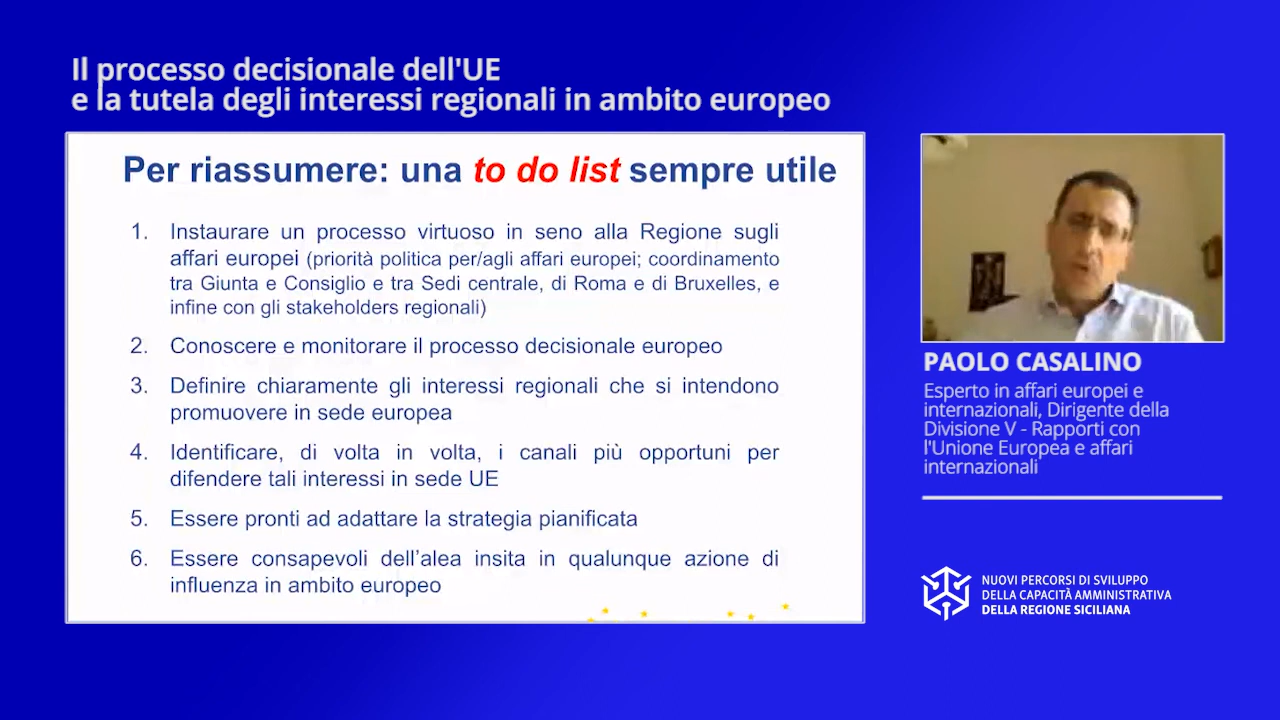 Il processo decisionale dell'UE
e la tutela degli interessi regionali in ambito europeo
Per riassumere: una to do list sempre utile
1. Instaurare un processo virtuoso in seno alla Regione sugli
affari europei (priorità politica per/agli affari europei; coordinamento
tra Giunta e Consiglio e tra Sedi centrale, di Roma e di Bruxelles, e
infine con gli stakeholders regionali)
2. Conoscere e monitorare il processo decisionale europeo
3. Definire chiaramente gli interessi regionali che si intendono
promuovere in sede europea
4. Identificare, di volta in volta, i canali più opportuni per
difendere tali interessi in sede UE
5. Essere pronti ad adattare la strategia pianificata
6. Essere consapevoli dell’alea insita in qualunque azione di
influenza in ambito europeo
PAOLO CASALINO
Esperto in affari europei e
internazionali, Dirigente della
Divisione V - Rapporti con
l'Unione Europea e affari
internazionali
NUOVI PERCORSI DI SVILUPPO
DELLA CAPACITÀ AMMINISTRATIVA
DELLA REGIONE SICILIANA